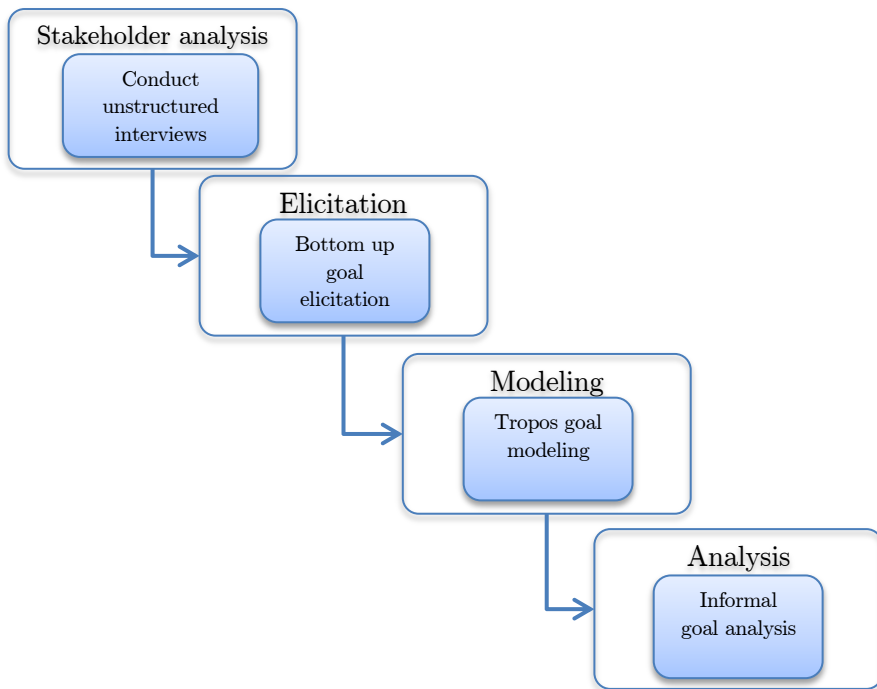 Stakeholder analysis
Conduct
unstructured
interviews
Elicitation
Bottom up
goal
elicitation
Modeling
Tropos goal
modeling
Analysis
Informal
goal analysis